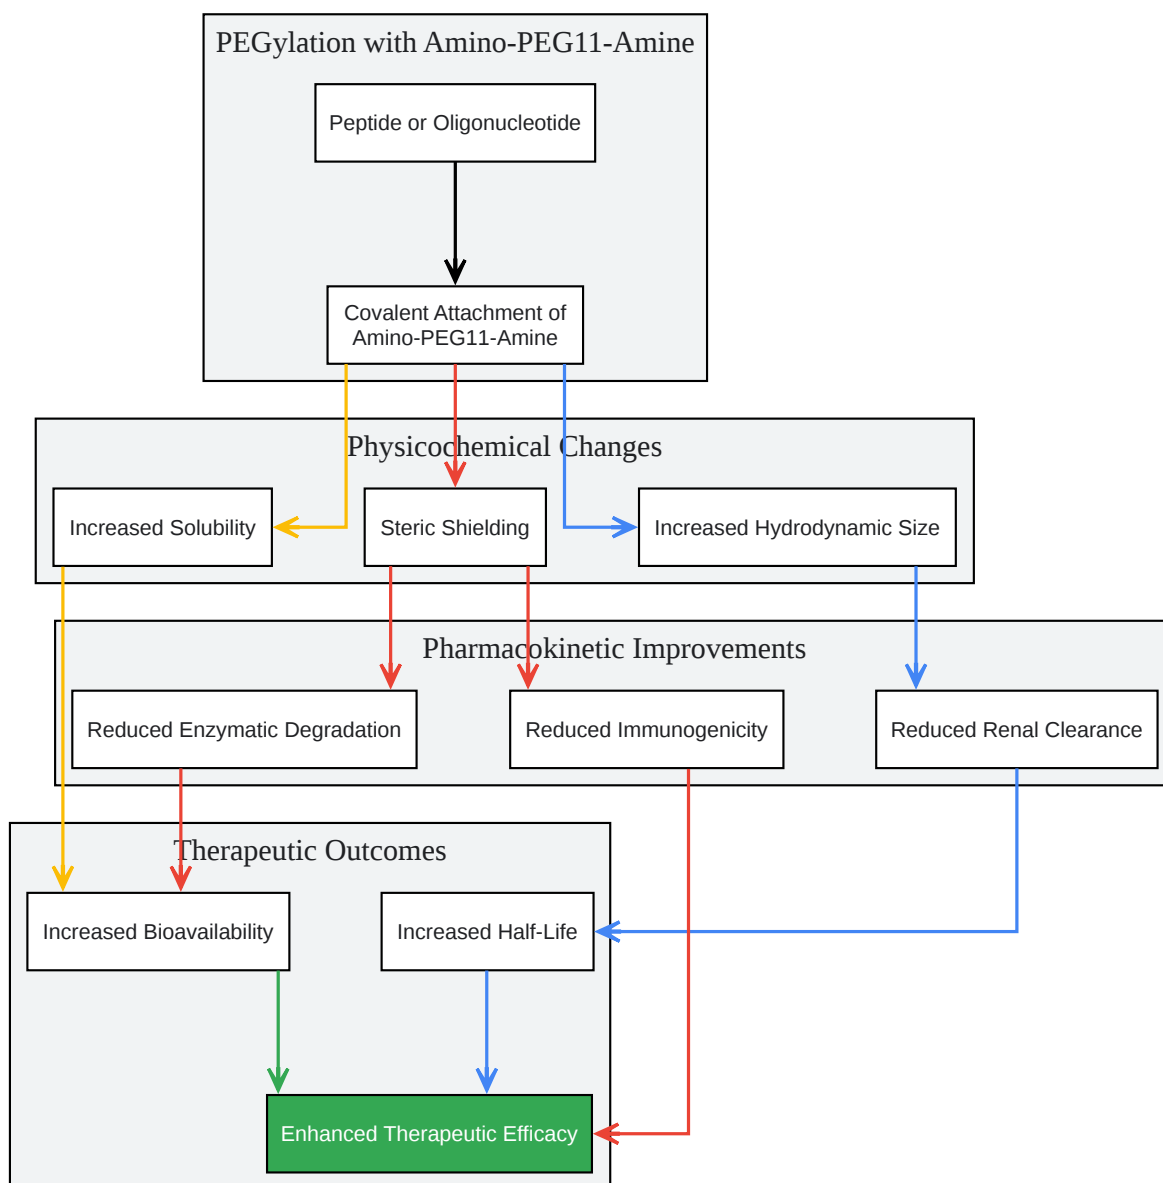 PEGylation with Amino-PEG11-Amine
Peptide or Oligonucleotide
Covalent Attachment of
Amino-PEG11-Amine
Physicochemical Changes
Increased Solubility
Steric Shielding
Increased Hydrodynamic Size
Pharmacokinetic Improvements
Reduced Enzymatic Degradation
Reduced Immunogenicity
Reduced Renal Clearance
Therapeutic Outcomes
Increased Bioavailability
Increased Half-Life
Enhanced Therapeutic Efficacy